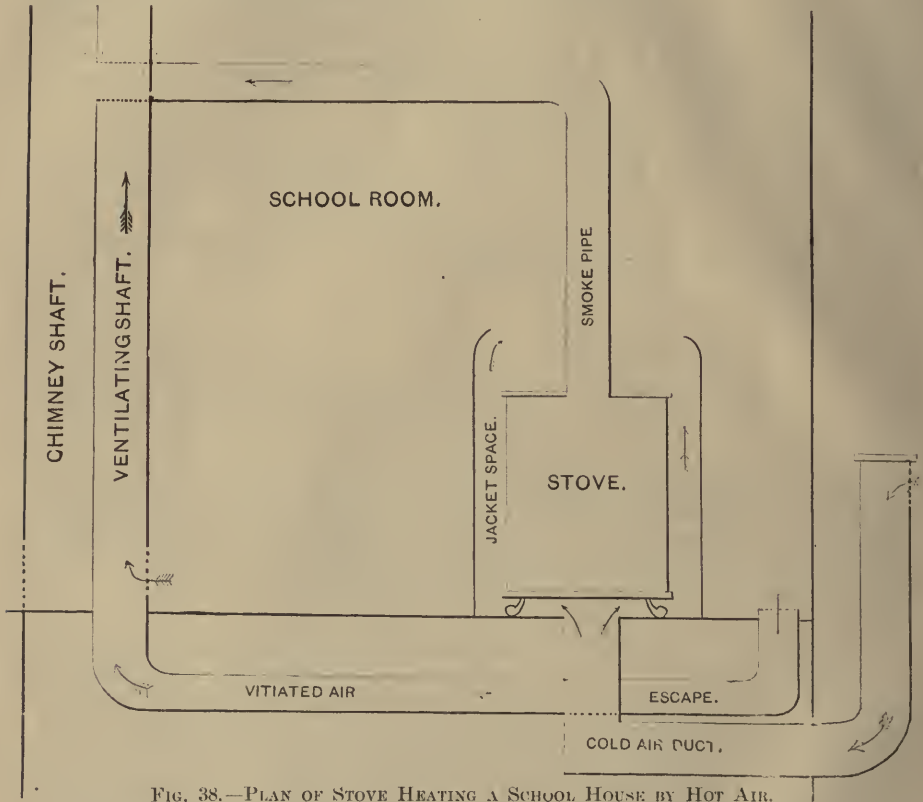 SCHOOL ROOM.
CHIMNEY SHAFT.
VENTILATING SHAFT.
SMOKE PIPE
JACKET SPACE.
STOVE.
VITIATED AIR
ESCAPE.
COLD AIR DUCT.
FIG. 38.—PLAN OF STOVE HEATING A SCHOOL HOUSE BY HOT AIR.